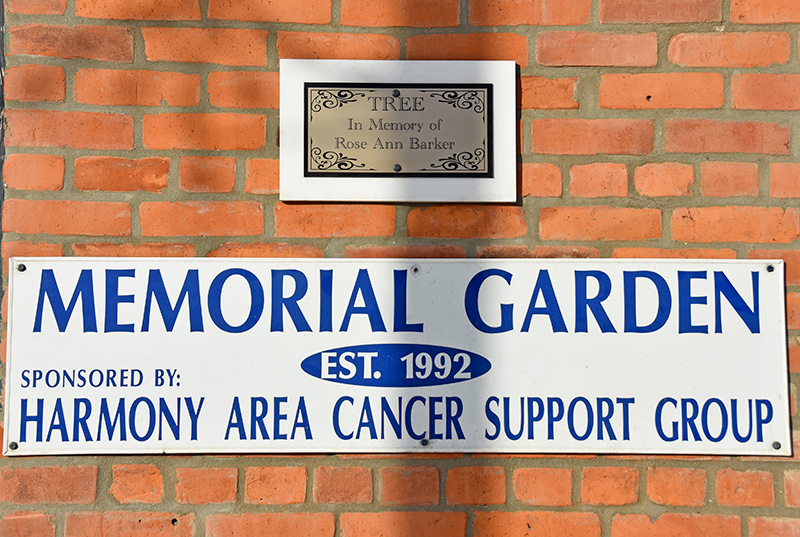 TREE
In Memory of
Rose Ann Barker
MEMORIAL GARDEN
EST. 1992
SPONSORED BY:
HARMONY AREA CANCER SUPPORT GROUP